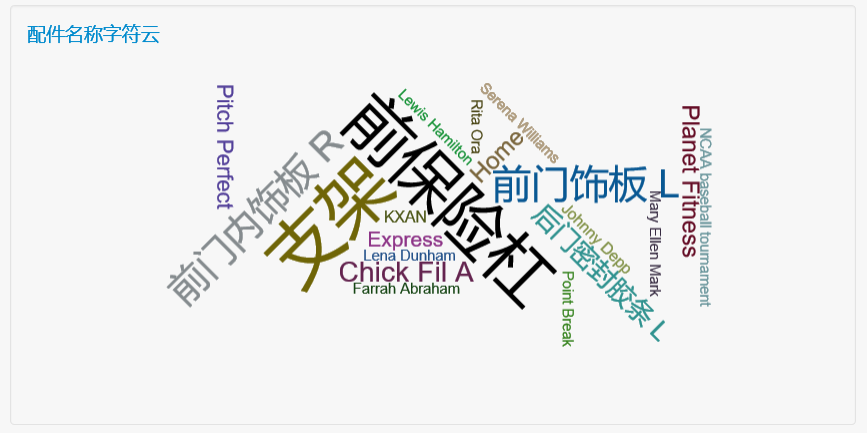 配件名称字符云
Pitch Perfect
前门内饰板 R
支架
前保险杠
Lewis Hamilton
Rita Ora
Serena Williams
Home
前门饰板 L
KXAN
Express
Lena Dunham
Chick Fil A
Farrah Abraham
后门密封胶条 L
Johnny Depp
Point Break
Mary Ellen Mark
Planet Fitness
NCAA baseball tournament